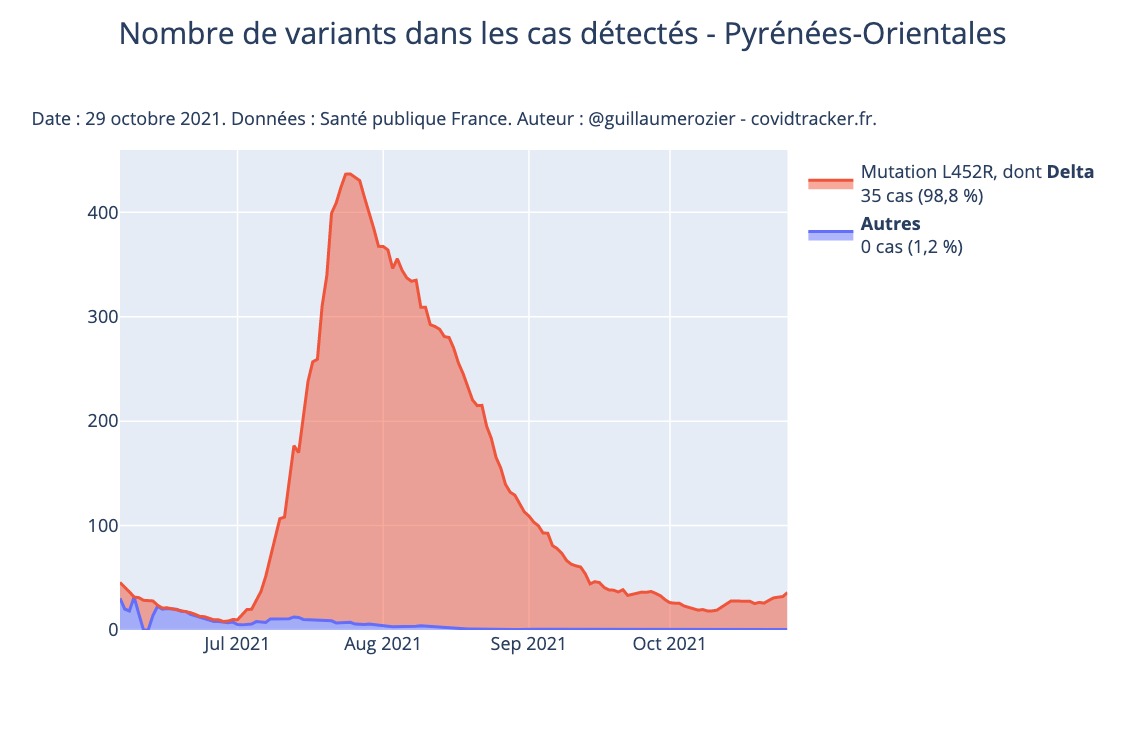 Nombre de variants dans les cas détectés - Pyrénées-Orientales
Date : 29 octobre 2021. Données : Santé publique France. Auteur : @guillaumerozier - covidtracker.fr.
Mutation L452R, dont Delta
35 cas (98,8 %)
Autres
0 cas (1,2 %)
400
300
200
100
0
Jul 2021 Aug 2021 Sep 2021 Oct 2021